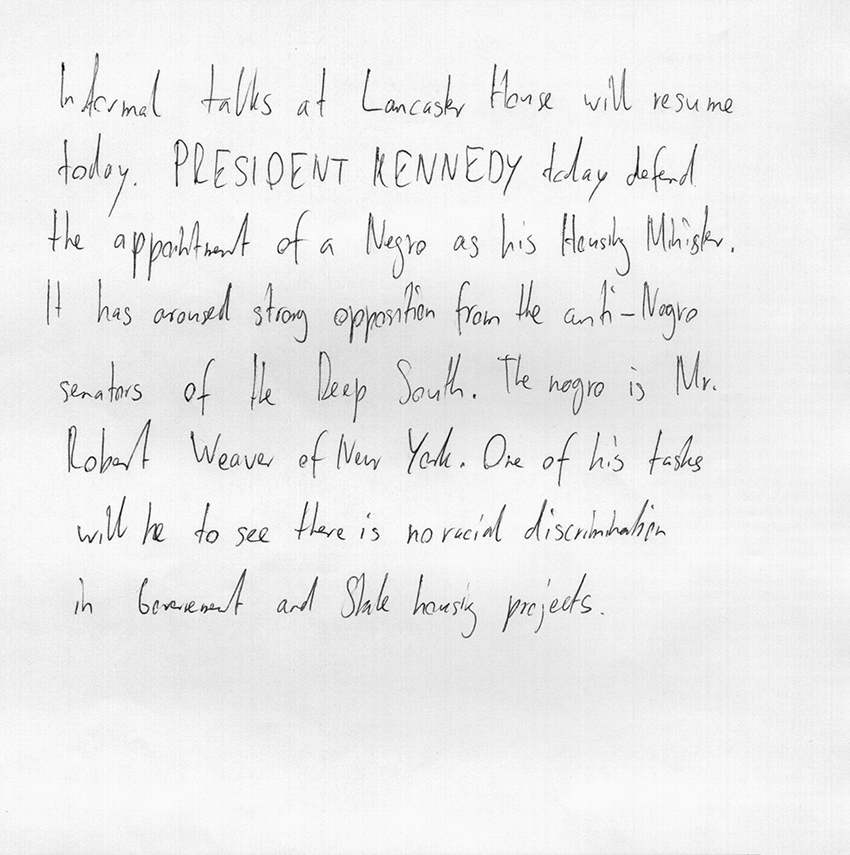 Informal talks at Lancaster House will resume
today. PRESIDENT KENNEDY today defend
the appointment of a Negro as his Housing Minister.
It has aroused strong opposition from the anti-Negro
senators of the Deep South. The negro is Mr.
Robert Weaver of New York. One of his tasks
will be to see there is no racial discrimination
in Government and State housing projects.